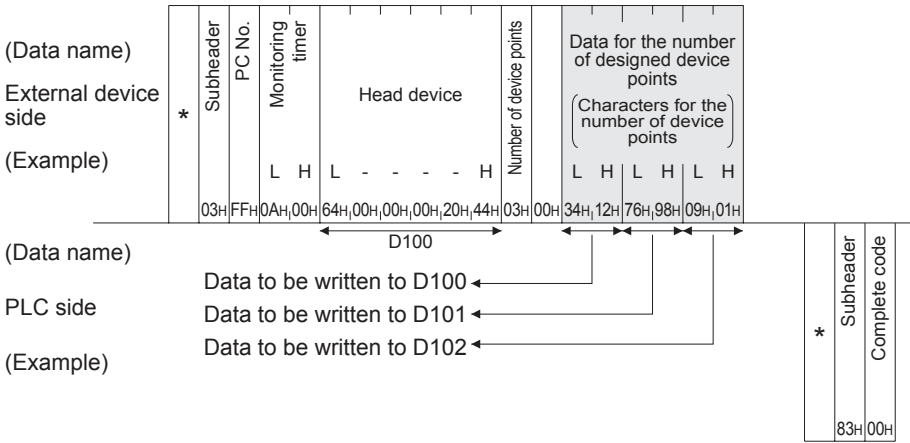 (Data name)
External device
side
(Example)
*
Subheader
PC No.
Monitoring
timer
Head device
Number of device points
Data for the number
of designed device
points
(Characters for the
number of device
points)
L H L - - - - H L H L H L H
03H FFH 0AH 00H 64H 00H 00H 00H 20H 44H 03H 00H 34H 12H 76H 98H 09H 01H
D100
(Data name)
PLC side
(Example)
Data to be written to D100
Data to be written to D101
Data to be written to D102
*
Subheader
Complete code
83H 00H